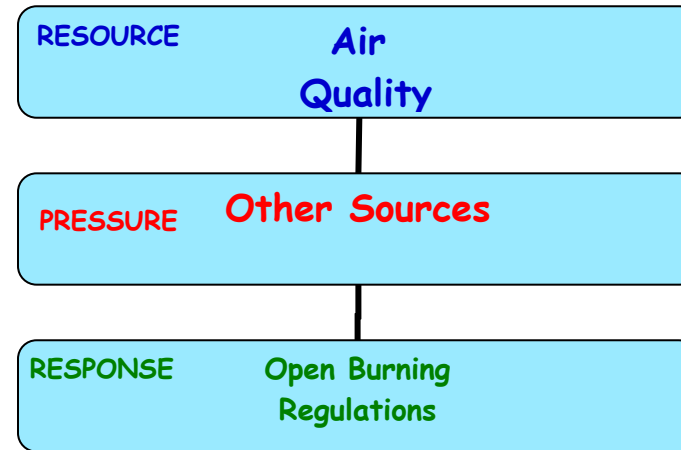 RESOURCE
Air
Quality
PRESSURE
Other Sources
RESPONSE
Open Burning
Regulations